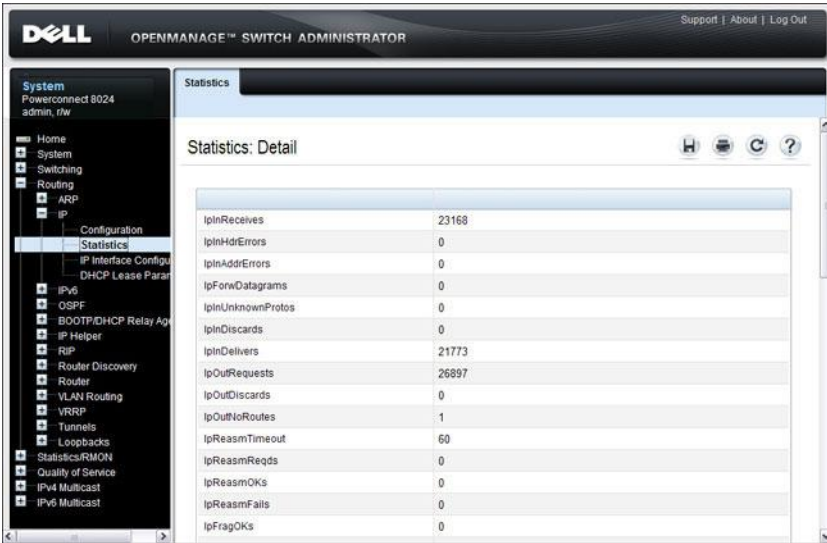 Support | About | Log Out
DELL OPENMANAGE™ SWITCH ADMINISTRATOR
System
Powerconnect 8024
admin, r/w
Home
System
Switching
Routing
ARP
IP
Configuration
Statistics
IP Interface Configu
DHCP Lease Param
IPv6
OSPF
BOOTP/DHCP Relay Age
IP Helper
RIP
Router Discovery
Router
VLAN Routing
VRRP
Tunnels
Loopbacks
Statistics/RMON
Quality of Service
IPv4 Multicast
IPv6 Multicast
Statistics
Statistics: Detail
IpInReceives 23168
IpInHdrErrors 0
IpInAddrErrors 0
IpForwDatagrams 0
IpInUnknownProtos 0
IpInDiscards 0
IpInDelivers 21773
IpOutRequests 26897
IpOutDiscards 0
IpOutNoRoutes 1
IpReasmTimeout 60
IpReasmReqds 0
IpReasmOKs 0
IpReasmFails 0
IpFragOKs 0